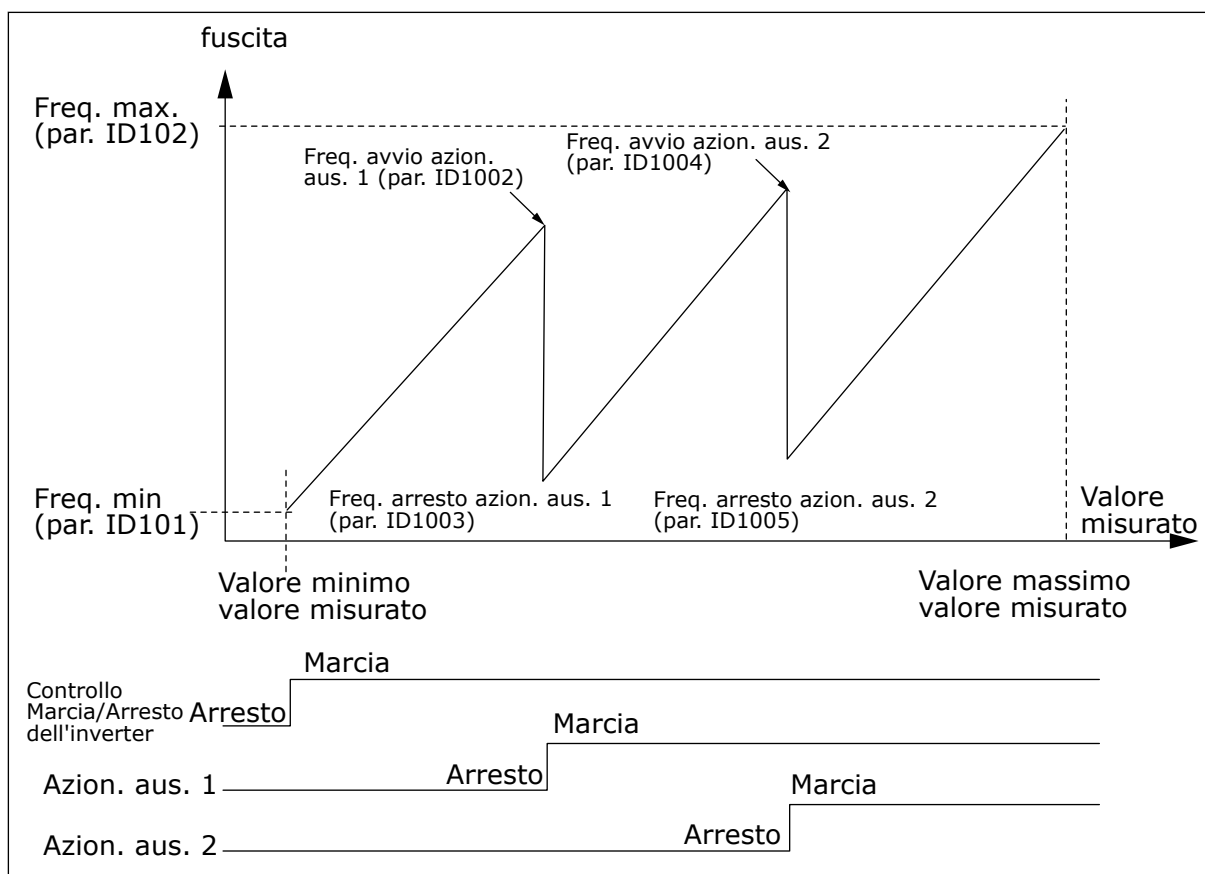 fuscita
Freq. max.
(par. ID102)
Freq. avvio azion.
aus. 1 (par. ID1002)
Freq. avvio azion. aus. 2
(par. ID1004)
Freq. min
(par. ID101)
Freq. arresto azion. aus. 1
(par. ID1003)
Freq. arresto azion. aus. 2
(par. ID1005)
Valore
misurato
Valore minimo
valore misurato
Valore massimo
valore misurato
Marcia
Controllo
Marcia/Arresto
dell'inverter
Arresto
Marcia
Azion. aus. 1
Arresto
Marcia
Azion. aus. 2
Arresto